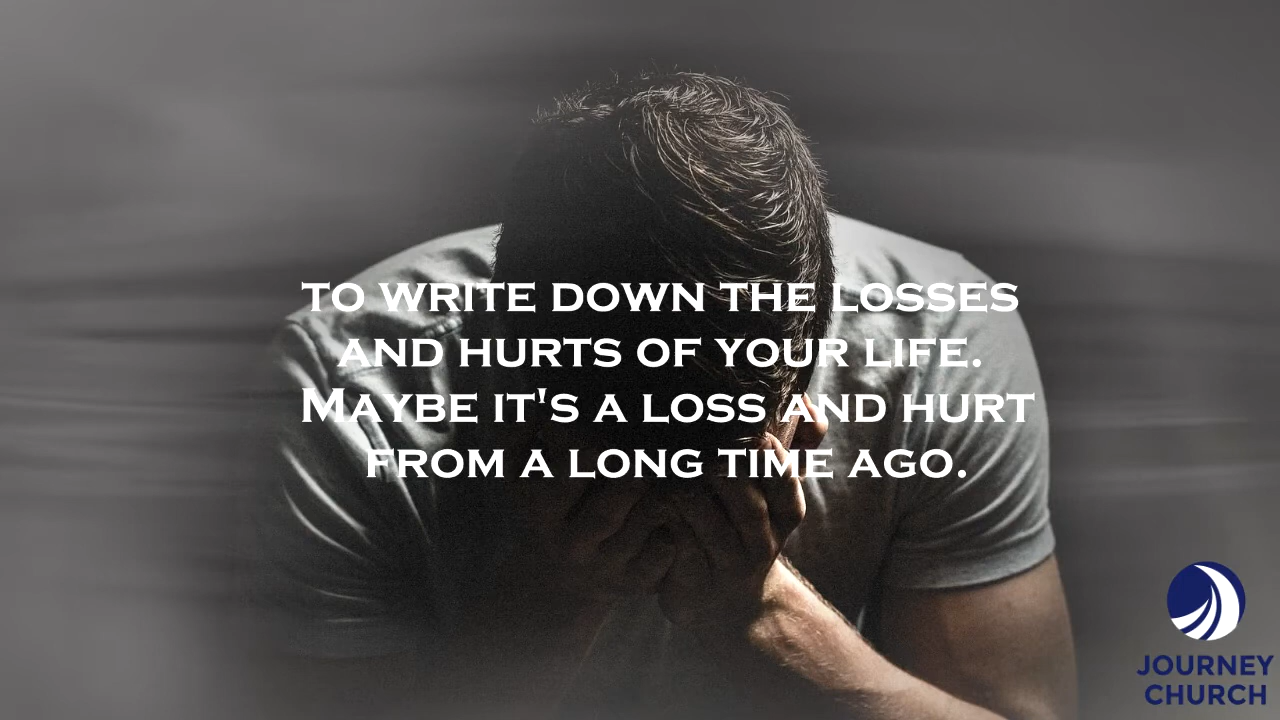 TO WRITE DOWN THE LOSSES
AND HURTS OF YOUR LIFE.
MAYBE IT'S A LOSS AND HURT
FROM A LONG TIME AGO.
JOURNEY
CHURCH